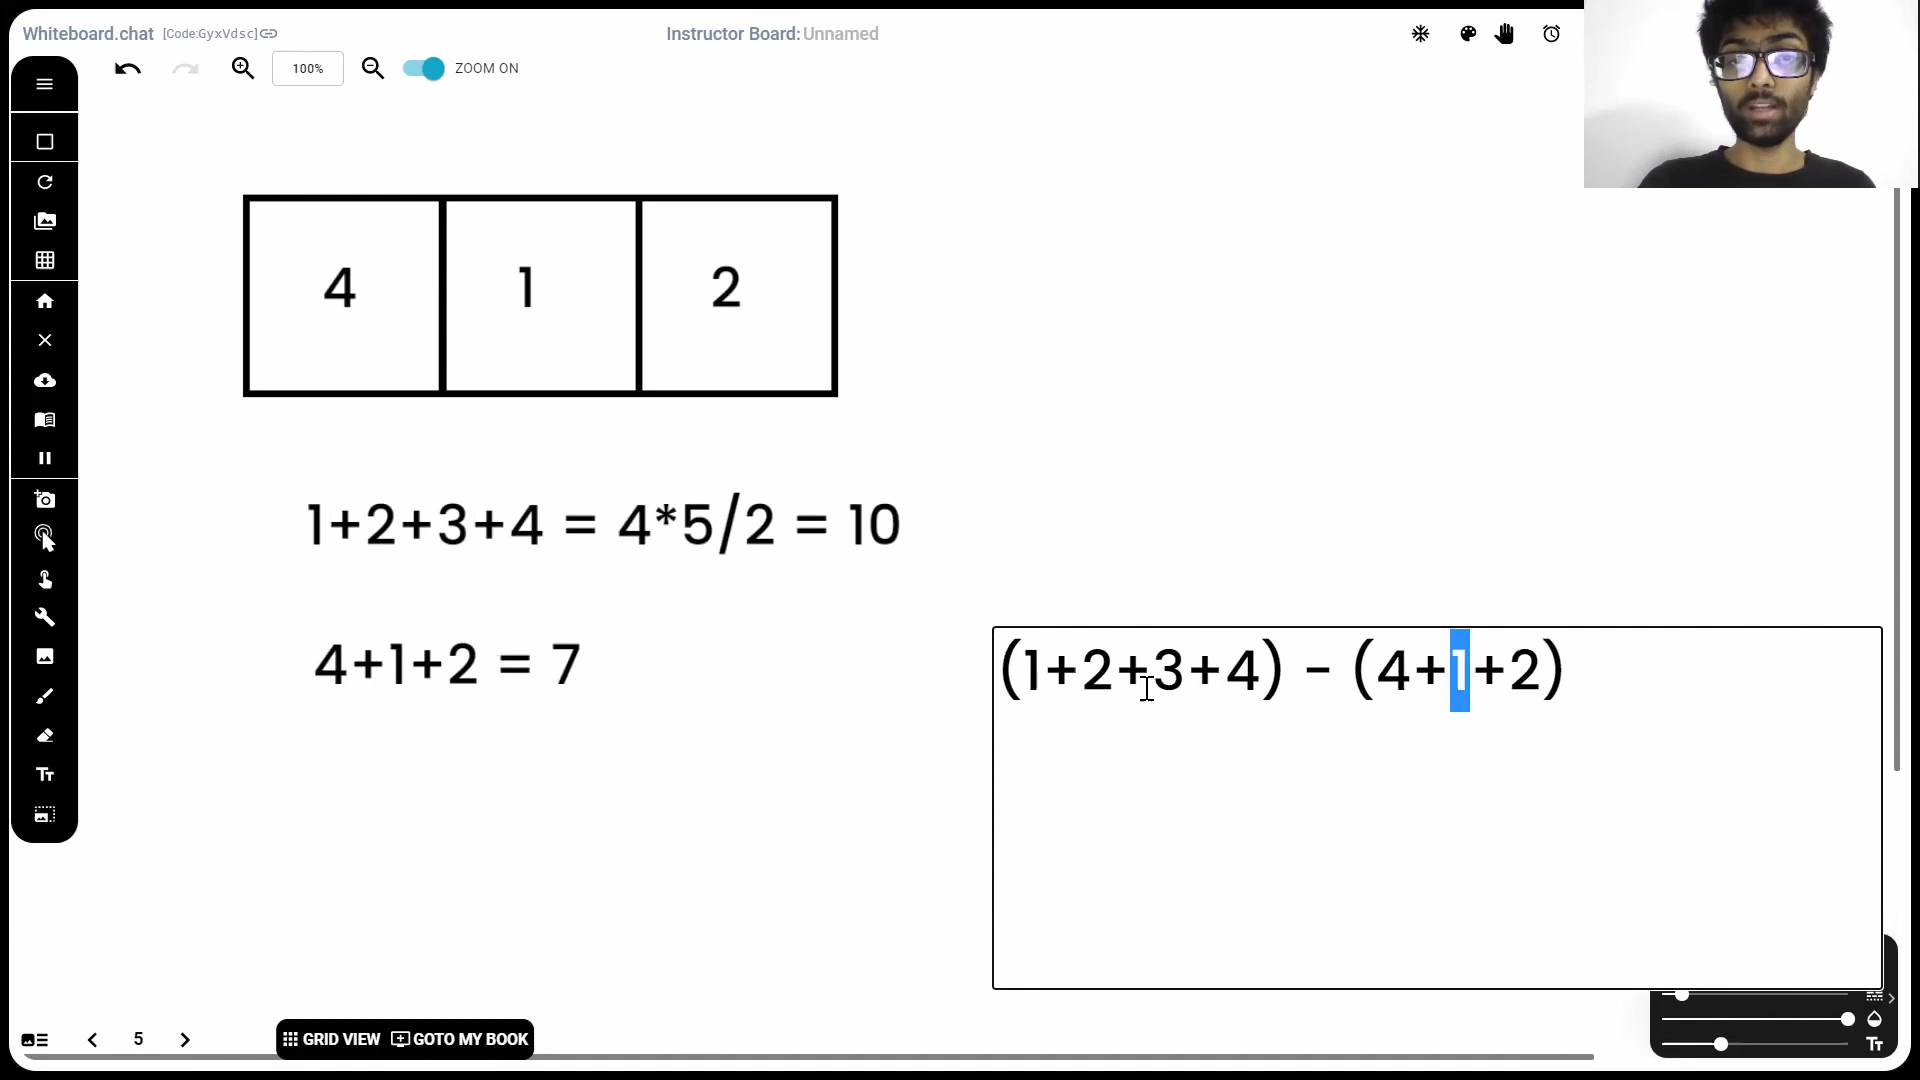 Whiteboard.chat [Code:GyxVdsc] Instructor Board: Unnamed
100% ZOOM ON
4 1 2
1+2+3+4 = 4*5/2 = 10
4+1+2 = 7
(1+2+3+4) - (4+1+2)
5 GRID VIEW GOTO MY BOOK
Tт
Tт